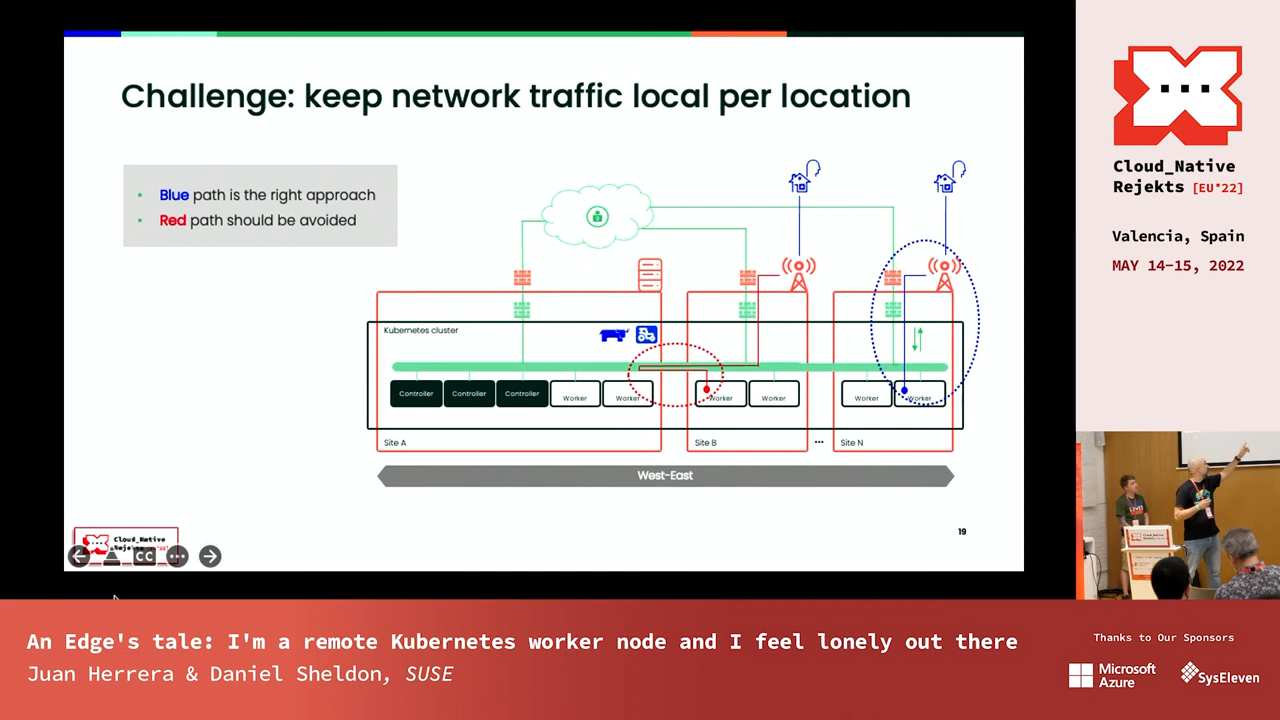 Challenge: keep network traffic local per location
• Blue path is the right approach
• Red path should be avoided
Kubernetes cluster
Controller
Controller
Controller
Worker
Worker
Worker
Worker
Worker
Worker
Site A
Site B
•••
Site N
West-East
19
Cloud_Native
CC
Cloud_Native
Rejekts [EU*22]
Valencia, Spain
MAY 14–15, 2022
An Edge's tale: I'm a remote Kubernetes worker node and I feel lonely out there
Juan Herrera & Daniel Sheldon, SUSE
Thanks to Our Sponsors
Microsoft
Azure
SysEleven